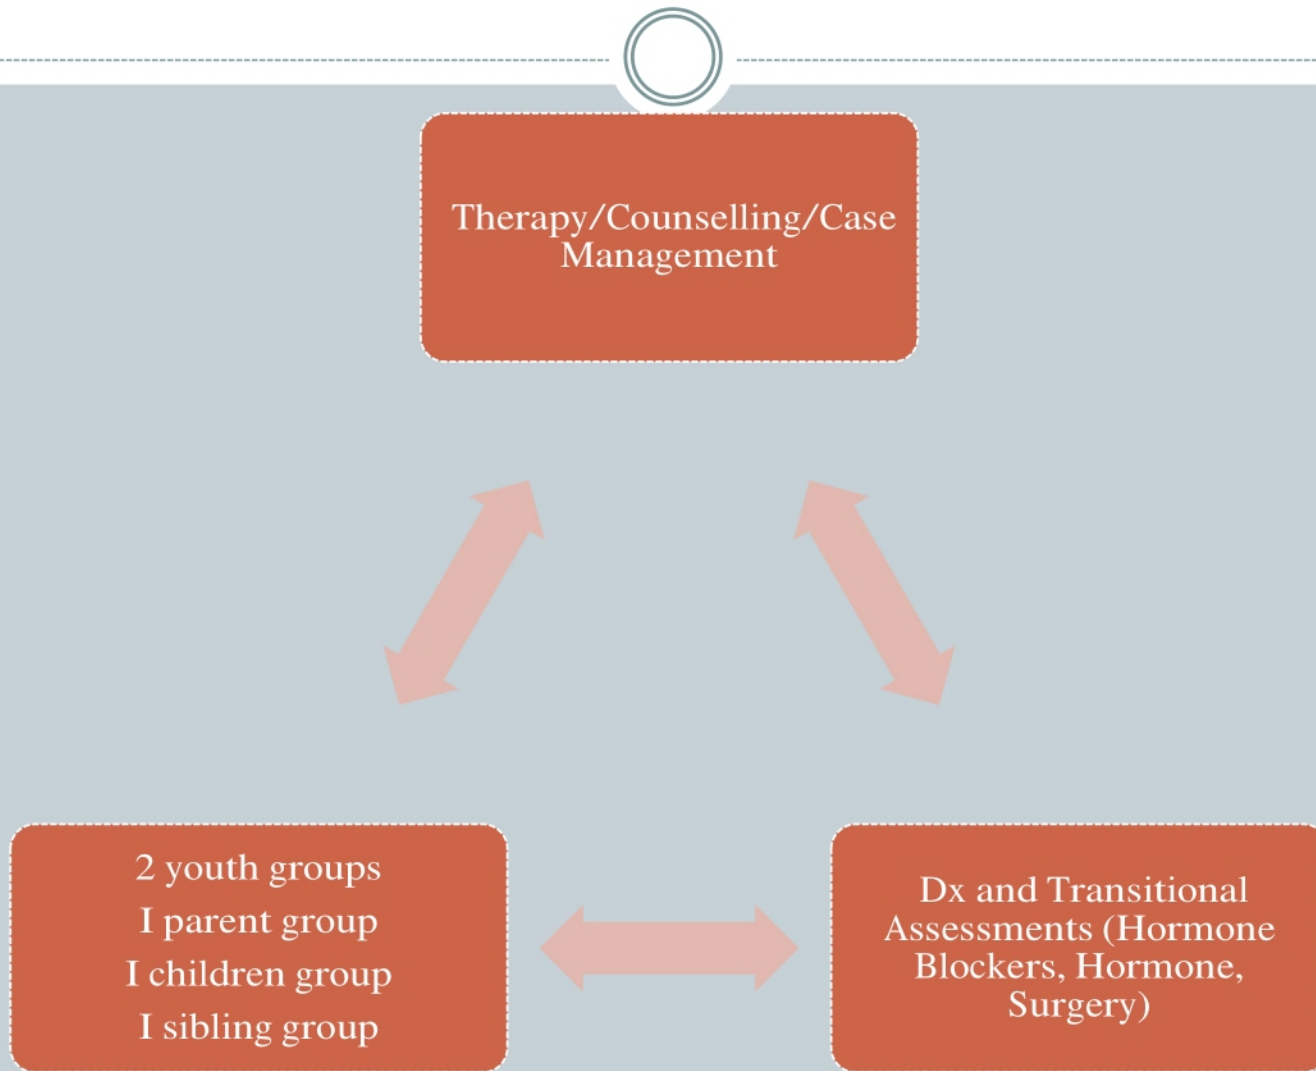 Therapy/Counselling/Case
Management
2 youth groups
I parent group
I children group
I sibling group
Dx and Transitional
Assessments (Hormone
Blockers, Hormone,
Surgery)